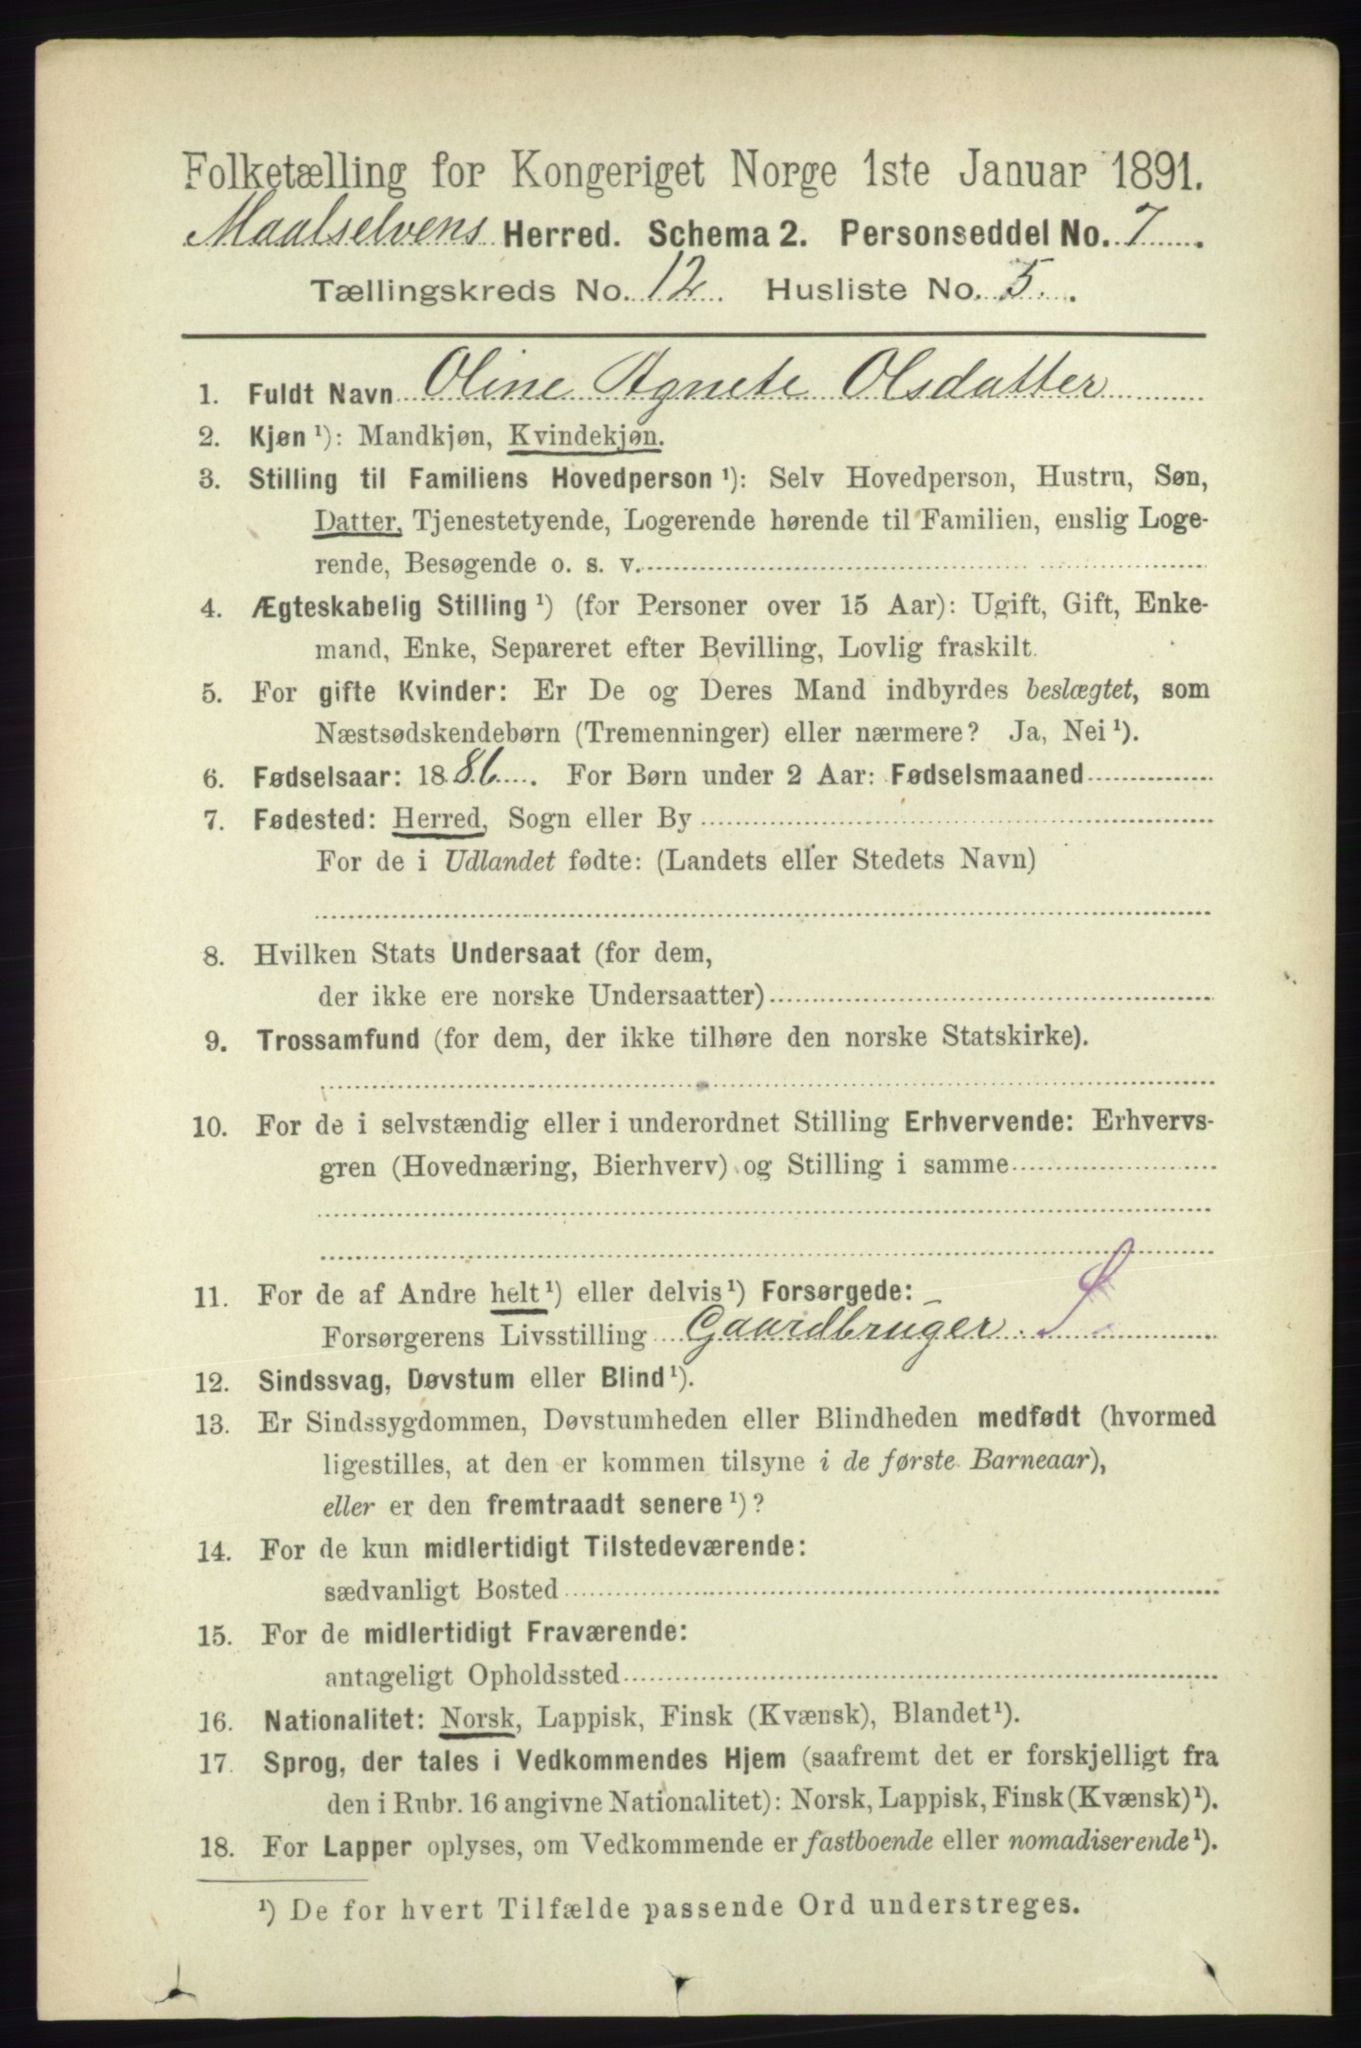 Folketælling for Kongeriget Norge 1ste Januar 1891.
Maalselvens Herred. Schema 2. Personseddel No. 7.
Tællingskreds No. 12. Husliste No. 5.
1. Fuldt Navn Oline Agnete Olsdatter
2. Kjøn ¹): Mandkjøn, Kvindekjøn.
3. Stilling til Familiens Hovedperson ¹): Selv Hovedperson, Hustru, Søn,
Datter, Tjenestetyende, Logerende hørende til Familien, enslig Loge-
rende, Besøgende o. s. v.
4. Ægteskabelig Stilling ¹) (for Personer over 15 Aar): Ugift, Gift, Enke-
mand, Enke, Separeret efter Bevilling, Lovlig fraskilt.
5. For gifte Kvinder: Er De og Deres Mand indbyrdes beslægtet, som
Næstsødskendebørn (Tremenninger) eller nærmere? Ja, Nei ¹).
6. Fødselsaar: 1886. For Børn under 2 Aar: Fødselsmaaned
7. Fødested: Herred, Sogn eller By
For de i Udlandet fødte: (Landets eller Stedets Navn)
8. Hvilken Stats Undersaat (for dem,
der ikke ere norske Undersaatter)
9. Trossamfund (for dem, der ikke tilhøre den norske Statskirke).
10. For de i selvstændig eller i underordnet Stilling Erhvervende: Erhvervs-
gren (Hovednæring, Bierhverv) og Stilling i samme
11. For de af Andre helt ¹) eller delvis ¹) Forsørgede:
Forsørgerens Livsstilling Gaardbruger. S.
12. Sindssvag, Døvstum eller Blind ¹).
13. Er Sindssygdommen, Døvstumheden eller Blindheden medfødt (hvormed
ligestilles, at den er kommen tilsyne i de første Barneaar),
eller er den fremtraadt senere ¹)?
14. For de kun midlertidigt Tilstedeværende:
sædvanligt Bosted
15. For de midlertidigt Fraværende:
antageligt Opholdssted
16. Nationalitet: Norsk, Lappisk, Finsk (Kvænsk), Blandet ¹).
17. Sprog, der tales i Vedkommendes Hjem (saafremt det er forskjelligt fra
den i Rubr. 16 angivne Nationalitet): Norsk, Lappisk, Finsk (Kvænsk) ¹).
18. For Lapper oplyses, om Vedkommende er fastboende eller nomadiserende ¹).
¹) De for hvert Tilfælde passende Ord understreges.